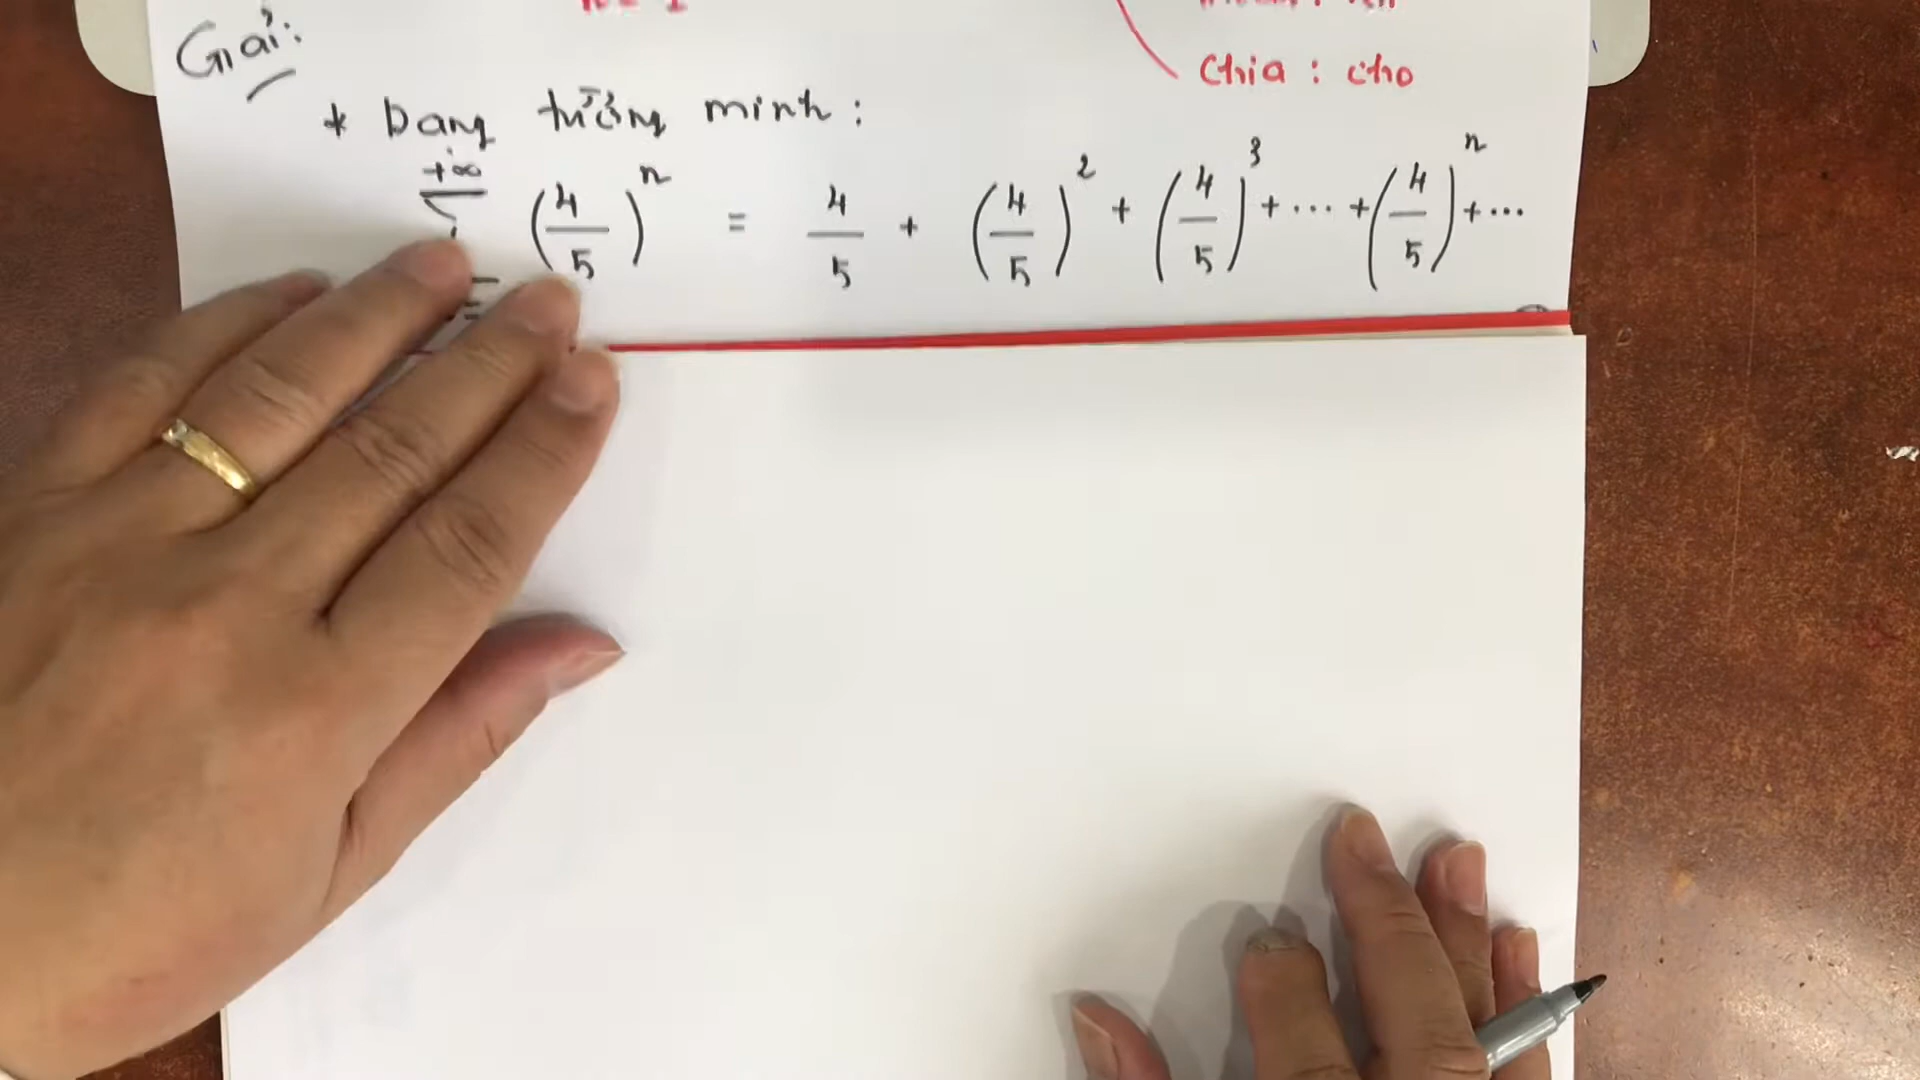 Giải:
Chia : cho
* Dạng tường minh :
+∞
∑ (4/5)^n = 4/5 + (4/5)^2 + (4/5)^3 + ... + (4/5)^n + ...